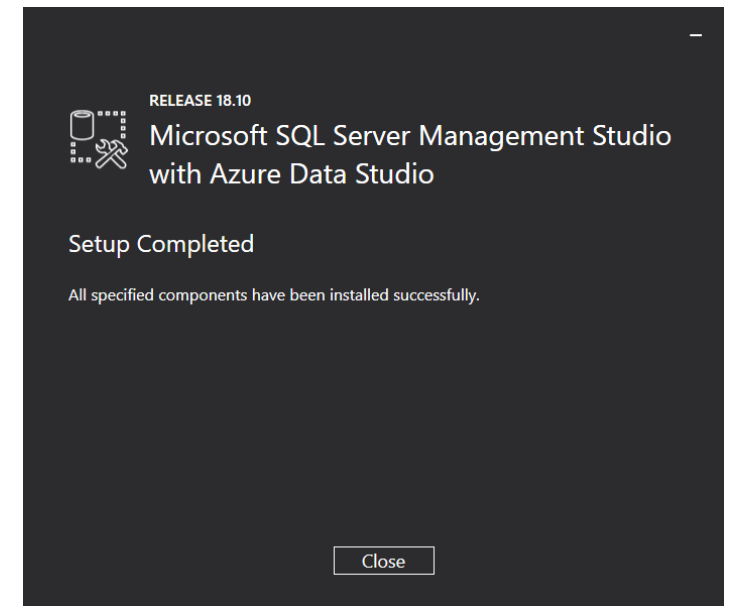 RELEASE 18.10
Microsoft SQL Server Management Studio
with Azure Data Studio
Setup Completed
All specified components have been installed successfully.
Close